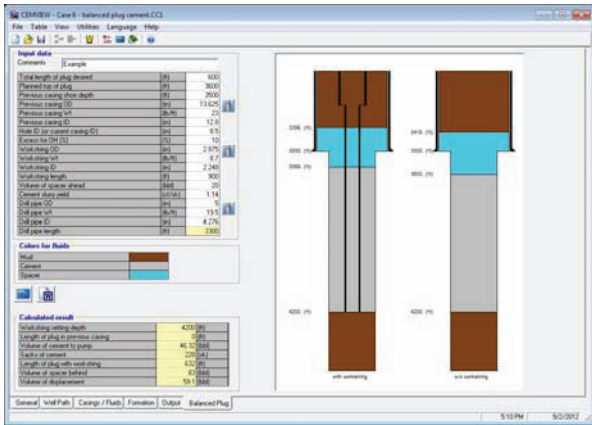 CEMVIEW - Case 6 - balanced plug cement.CC1
File Table View Utilities Language Help
Input data
Comments Example
Total length of plug desired (ft) 600
Planned top of plug (ft) 3600
Previous casing shoe depth (ft) 3500
Previous casing OD (in) 13.625
Previous casing Wt (lb/ft) 23
Previous casing ID (in) 12.8
Hole ID (or current casing ID) (in) 8.5
Excess for OH (%) (%) 10
Workstring OD (in) 2.875
Workstring Wt (lb/ft) 8.7
Workstring ID (in)
Workstring length (ft) 900
Volume of spacer ahead (bbl) 20
Cement slurry yield 1.14
Drill pipe OD (in) 5
Drill pipe Wt (lb/ft) 19.5
Drill pipe ID (in) 4.276
Drill pipe length (ft) 3300
Colors for fluids
Mud
Cement
Spacer
Calculated result
Workstring setting depth 4200 (ft)
Length of plug in previous casing 0 (ft)
Volume of cement to pump 46.32 (bbl)
Sacks of cement 228 (sk)
Length of plug with workstring 632 (ft)
Volume of spacer behind (bbl)
Volume of displacement 59.1 (bbl)
(ft)
3500. (ft)
(ft)
4200 (ft)
with workstring
(ft)
3500. (ft)
3600. (ft)
4200 (ft)
w/o workstring
General Well Path Casings / Fluids Formation Output Balanced Plug
5:10 PM 9/2/2012